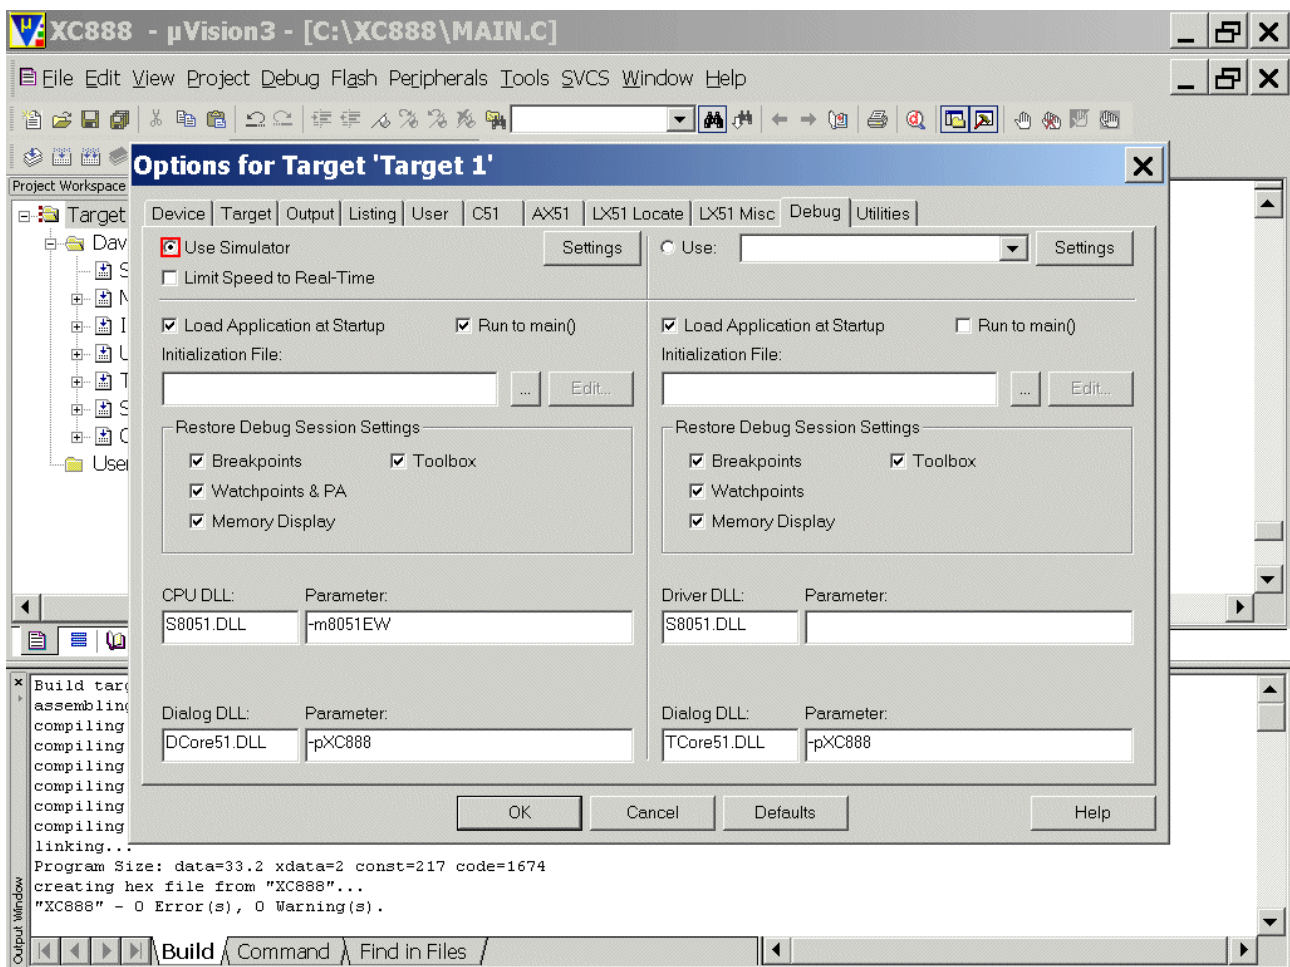 XC888 - µVision3 - [C:\XC888\MAIN.C]
File Edit View Project Debug Flash Peripherals Tools SVCS Window Help
Options for Target 'Target 1'
Project Workspace
Target
Device Target Output Listing User C51 AX51 LX51 Locate LX51 Misc Debug Utilities
Dav
Use Simulator Settings Use: Settings
Limit Speed to Real-Time
Load Application at Startup Run to main() Load Application at Startup Run to main()
Initialization File: Initialization File:
... Edit... ... Edit...
Restore Debug Session Settings Restore Debug Session Settings
Breakpoints Toolbox Breakpoints Toolbox
User
Watchpoints & PA Watchpoints
Memory Display Memory Display
CPU DLL: Parameter: Driver DLL: Parameter:
S8051.DLL -m8051EW S8051.DLL
Dialog DLL: Parameter: Dialog DLL: Parameter:
DCore51.DLL -pXC888 TCore51.DLL -pXC888
OK Cancel Defaults Help
Build targ
assembling
compiling
compiling
compiling
compiling
compiling
compiling
linking...
Program Size: data=33.2 xdata=2 const=217 code=1674
creating hex file from "XC888"...
"XC888" - 0 Error(s), 0 Warning(s).
Output Window
Build Command Find in Files